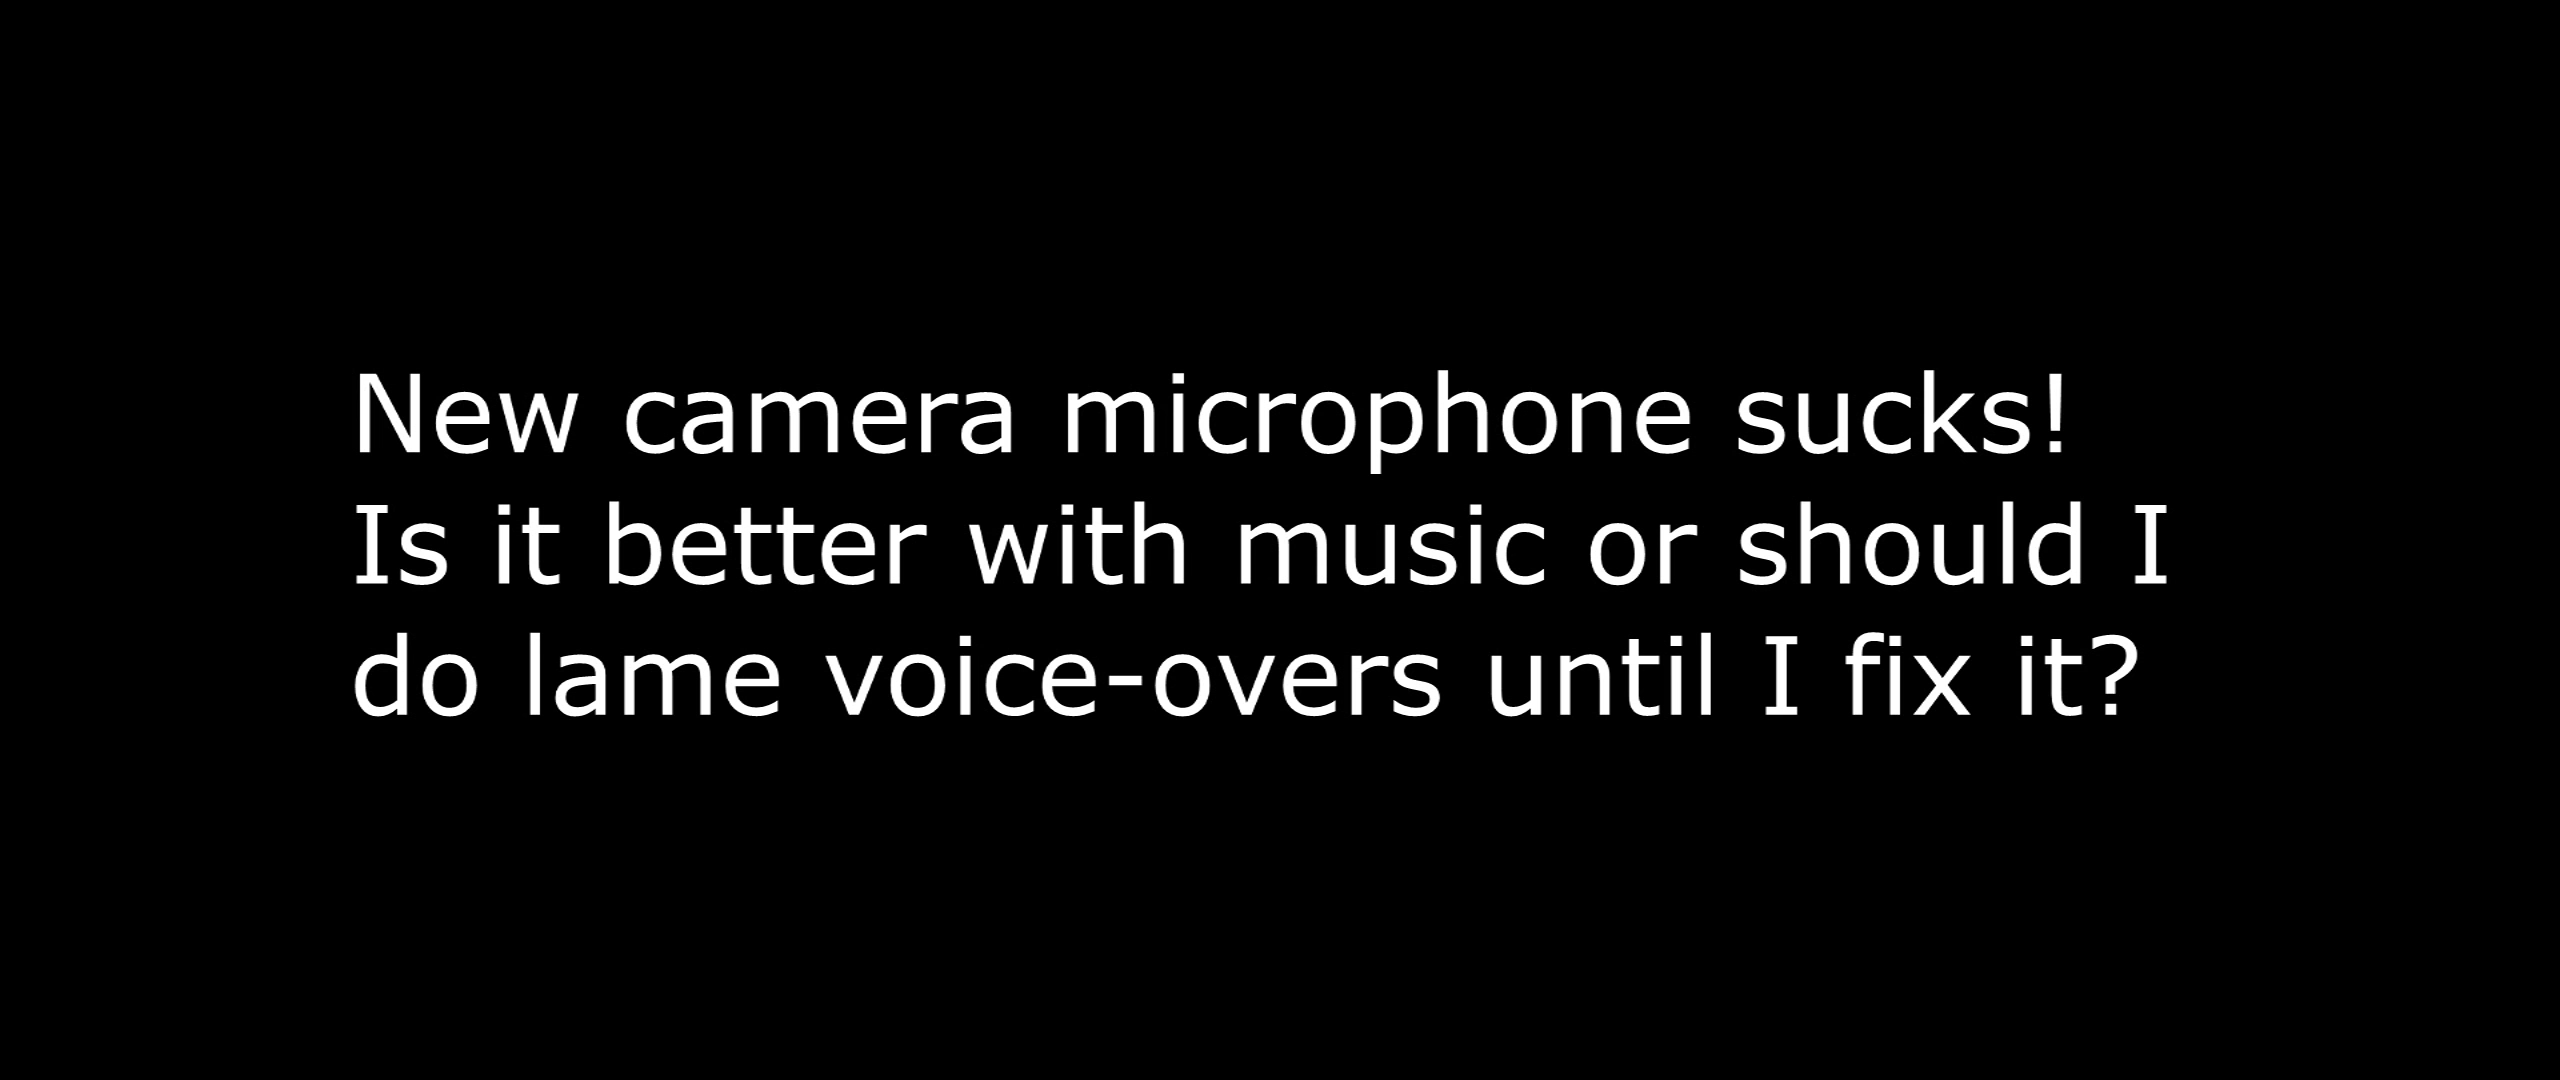 New camera microphone sucks!
Is it better with music or should I
do lame voice-overs until I fix it?